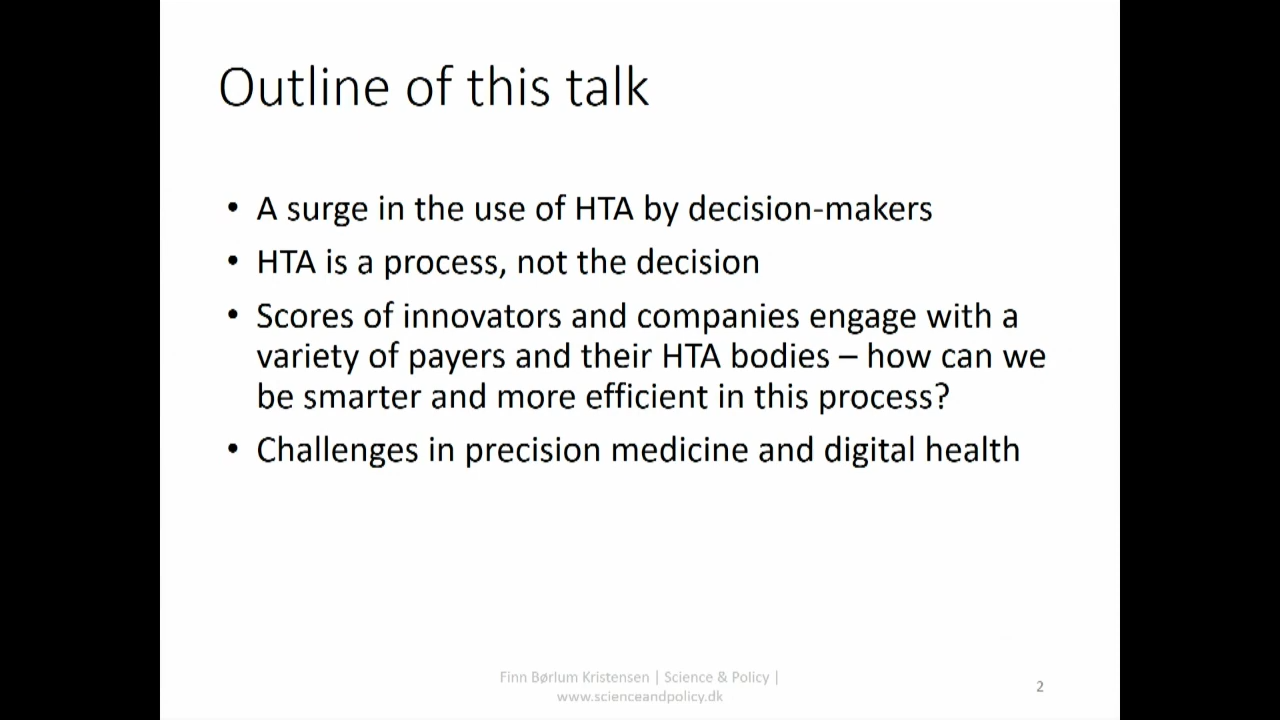 Outline of this talk
• A surge in the use of HTA by decision-makers
• HTA is a process, not the decision
• Scores of innovators and companies engage with a
variety of payers and their HTA bodies – how can we
be smarter and more efficient in this process?
• Challenges in precision medicine and digital health
Finn Børlum Kristensen | Science & Policy |
www.scienceandpolicy.dk
2